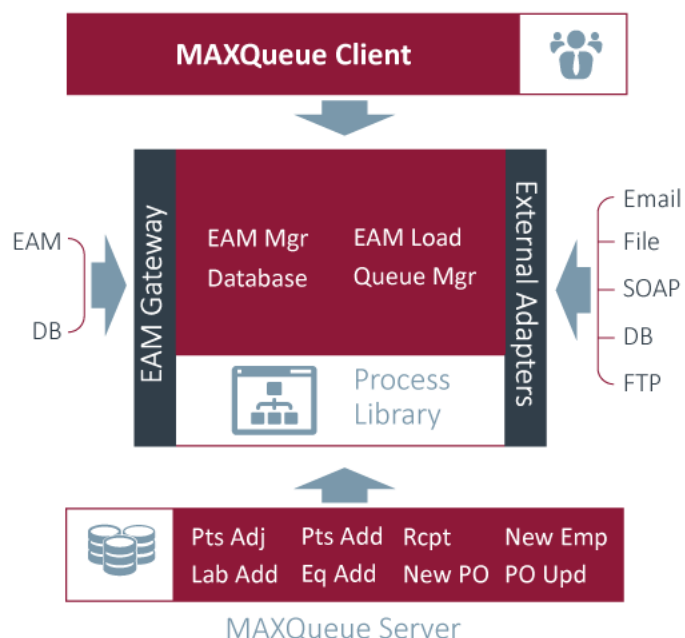 MAXQueue Client
EAM
DB
EAM Gateway
EAM Mgr EAM Load
Database Queue Mgr
Process
Library
External Adapters
Email
File
SOAP
DB
FTP
Pts Adj Pts Add Rcpt New Emp
Lab Add Eq Add New PO PO Upd
MAXQueue Server